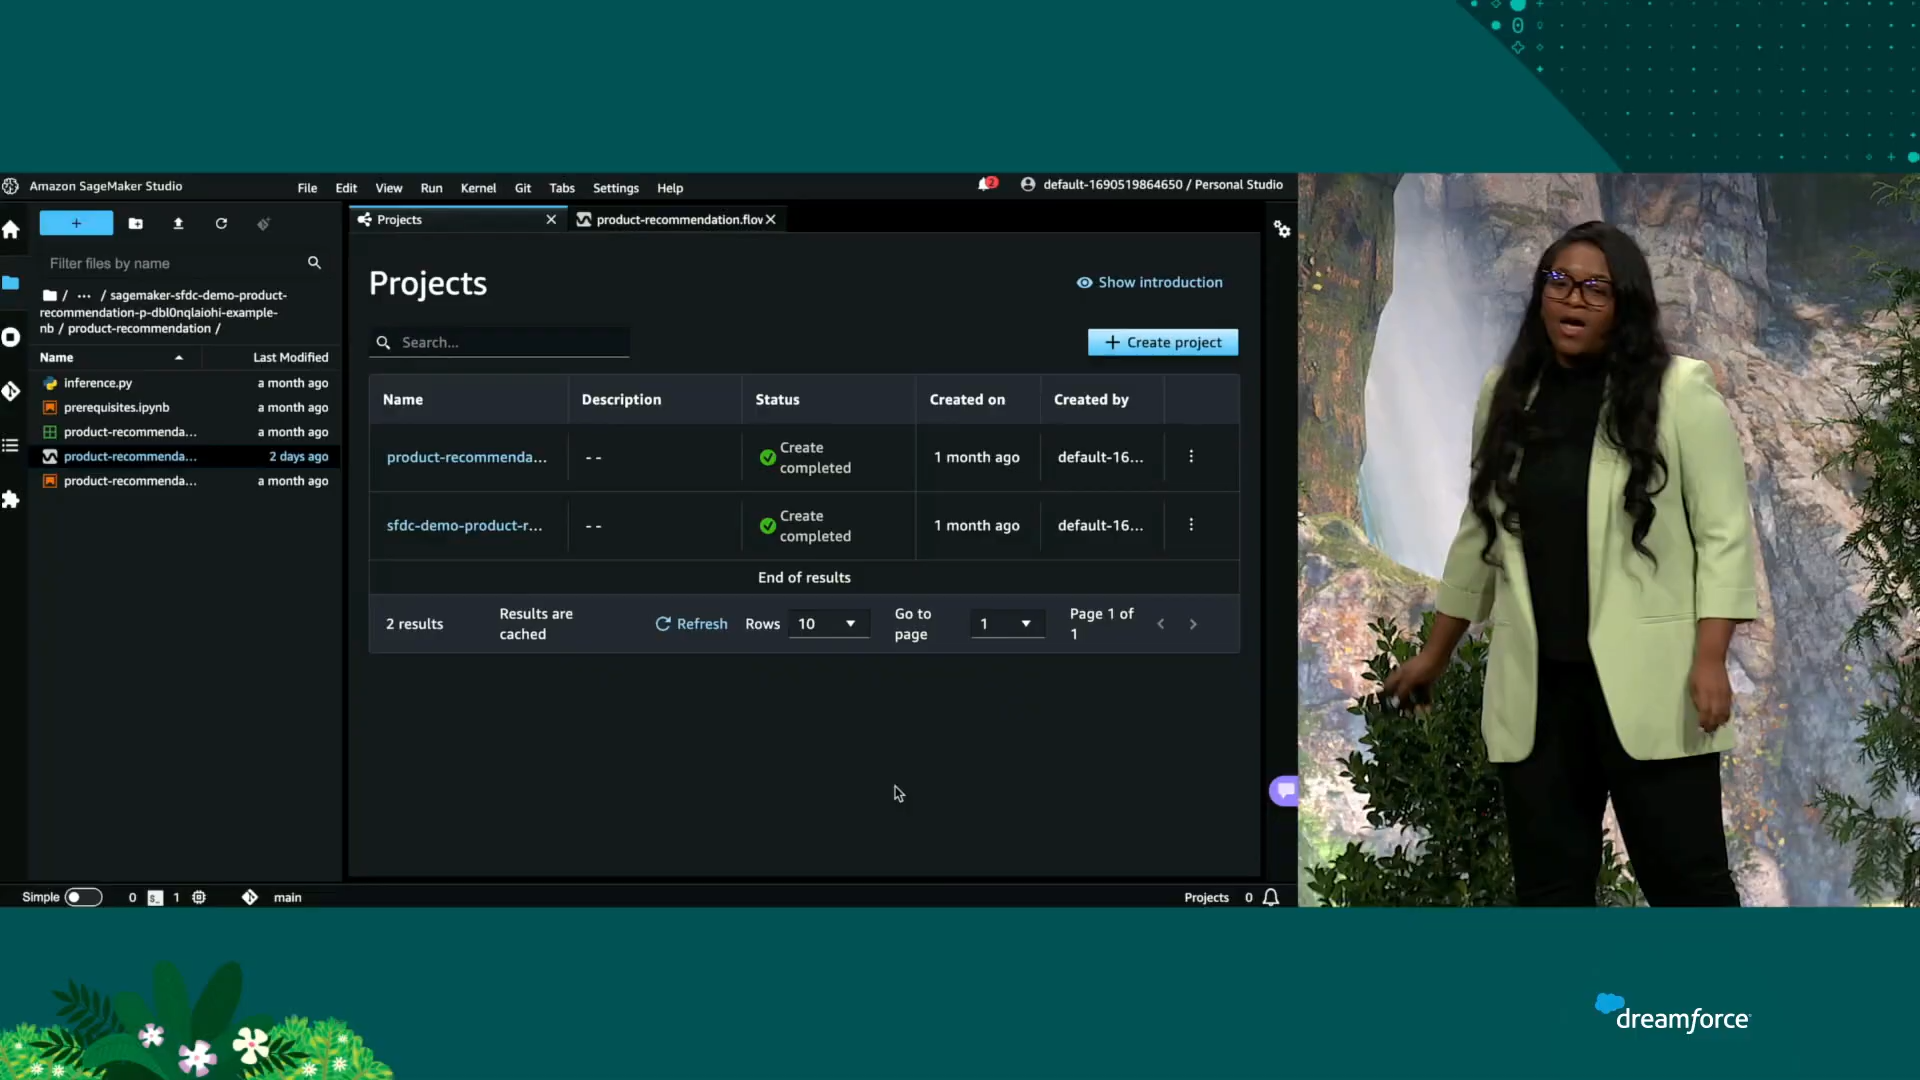 Amazon SageMaker Studio
File Edit View Run Kernel Git Tabs Settings Help
2
default-1690519864650 / Personal Studio
+
Filter files by name
/ ... / sagemaker-sfdc-demo-product-
recommendation-p-dbl0nqlaiohi-example-
nb / product-recommendation /
Name Last Modified
inference.py a month ago
prerequisites.ipynb a month ago
product-recommenda... a month ago
product-recommenda... 2 days ago
product-recommenda... a month ago
Projects
product-recommendation.flow
Projects
Show introduction
Search...
+ Create project
Name Description Status Created on Created by
product-recommenda... - - Create completed 1 month ago default-16...
sfdc-demo-product-r... - - Create completed 1 month ago default-16...
End of results
2 results Results are cached Refresh Rows 10 Go to page 1 Page 1 of 1
Simple 0 1 main
Projects 0
dreamforce